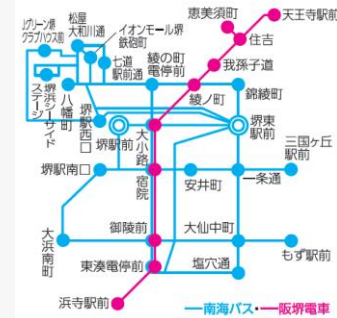 恵美須町
天王寺駅前
住吉
我孫子道
Jグリーン堺
クラブハウス前
松屋
大和川通
イオンモール堺
鉄砲町
七道
駅前通
綾の町
電停前
堺浜シーサイド
ステージ
八幡町
綾ノ町
錦綾町
堺駅西口
堺駅前
大小路
堺東
駅前
三国ヶ丘
駅前
堺駅南口
宿院
安井町
一条通
御陵前
大仙中町
大浜
南町
もず駅前
東湊電停前
塩穴通
浜寺駅前
南海バス・阪堺電車